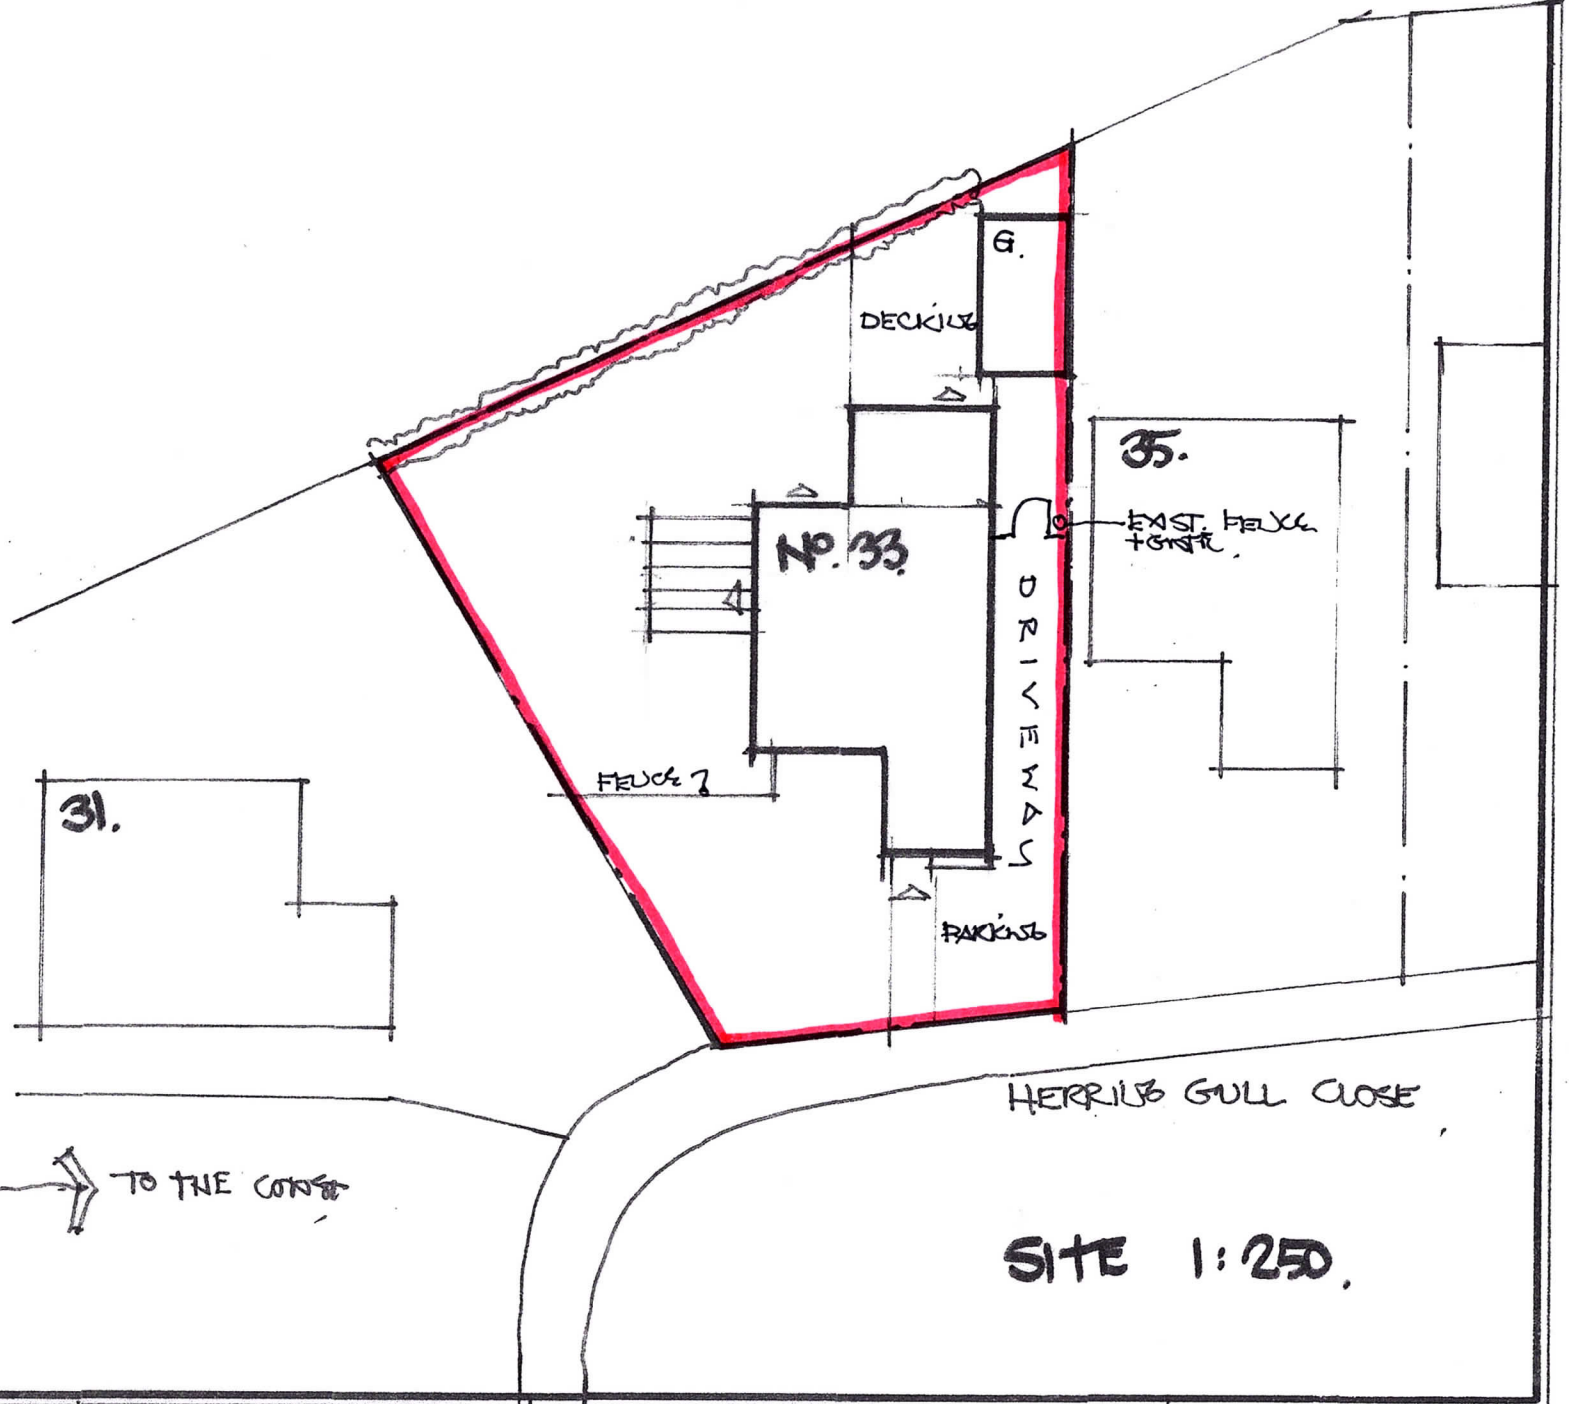 G.
DECKING
35.
EXIST. FENCE
+ GATE.
No. 33.
DRIVEWAY
FENCE ?
31.
PARKING
HERRING GULL CLOSE
TO THE COAST
SITE 1:250.